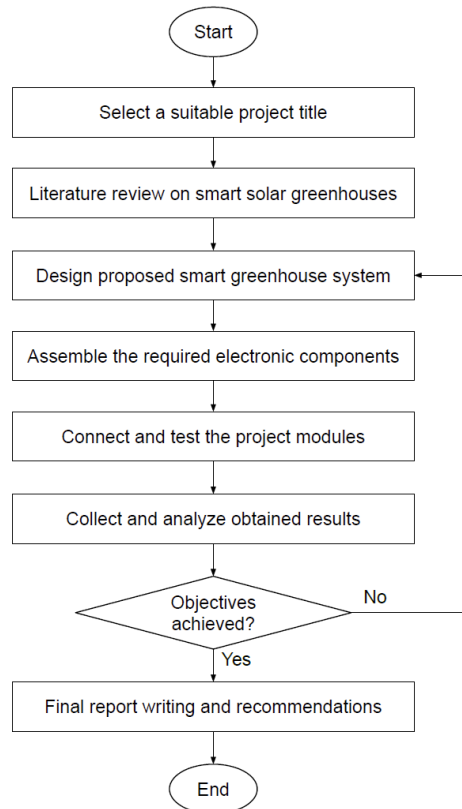 Start
Select a suitable project title
Literature review on smart solar greenhouses
Design proposed smart greenhouse system
Assemble the required electronic components
Connect and test the project modules
Collect and analyze obtained results
Objectives
achieved?
No
Yes
Final report writing and recommendations
End